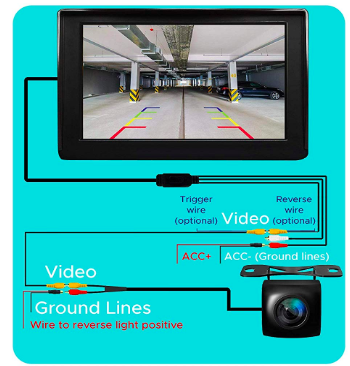 Trigger
wire
(optional)
Video
Reverse
wire
(optional)
ACC+
ACC- (Ground lines)
Video
Ground Lines
Wire to reverse light positive